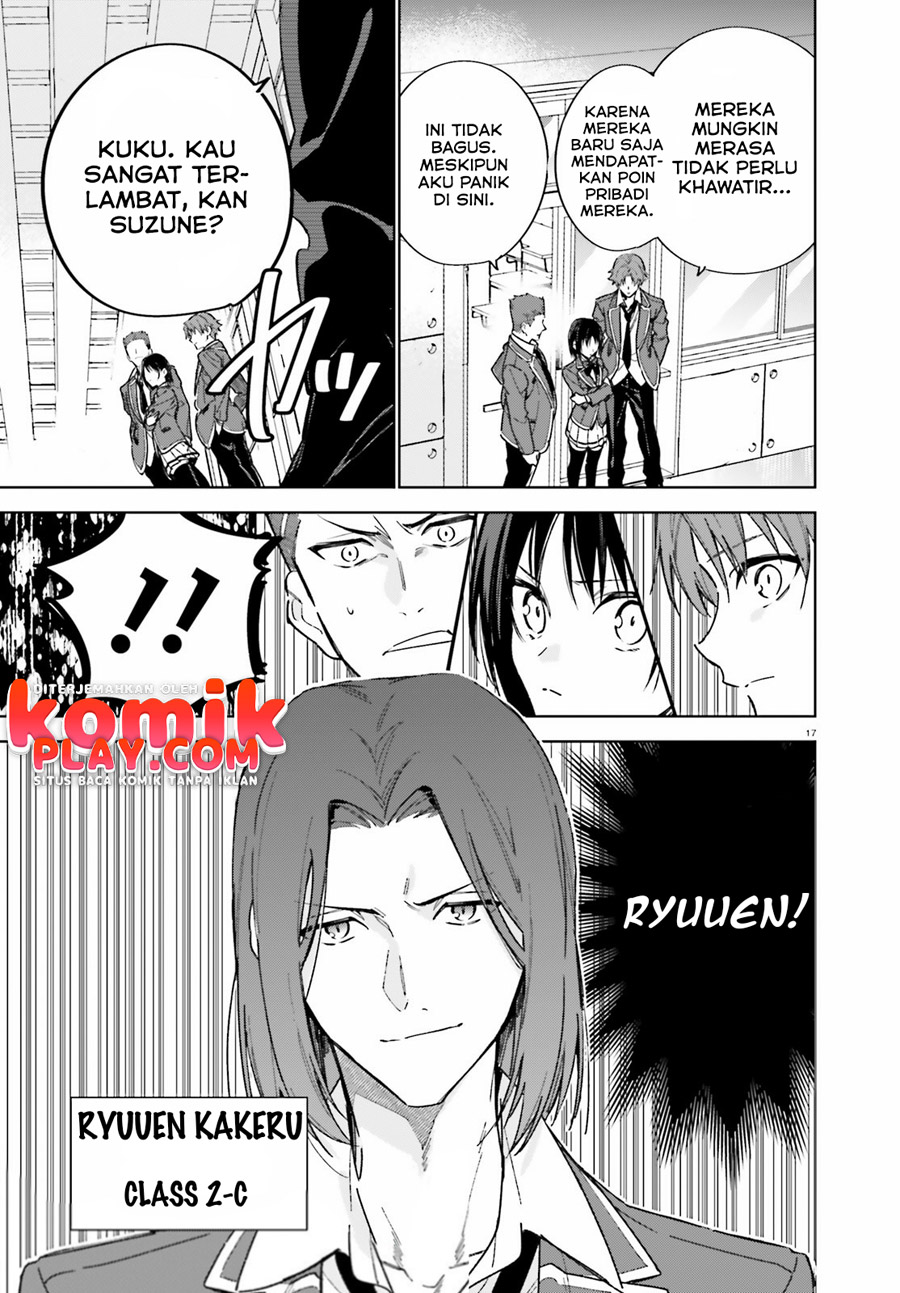 MEREKA
MUNGKIN
MERASA
TIDAK PERLU
KHAWATIR...
KARENA
MEREKA
BARU SAJA
MENDAPAT-
KAN POIN
PRIBADI
MEREKA.
INI TIDAK
BAGUS.
MESKIPUN
AKU PANIK
DI SINI.
KUKU. KAU
SANGAT TER-
LAMBAT, KAN
SUZUNE?
カッ
!!
DITERJEMAHKAN OLEH
komik
PLAY.COM
SITUS BACA KOMIK TANPA IKLAN
17
RYUUEN!
RYUUEN KAKERU
CLASS 2-C